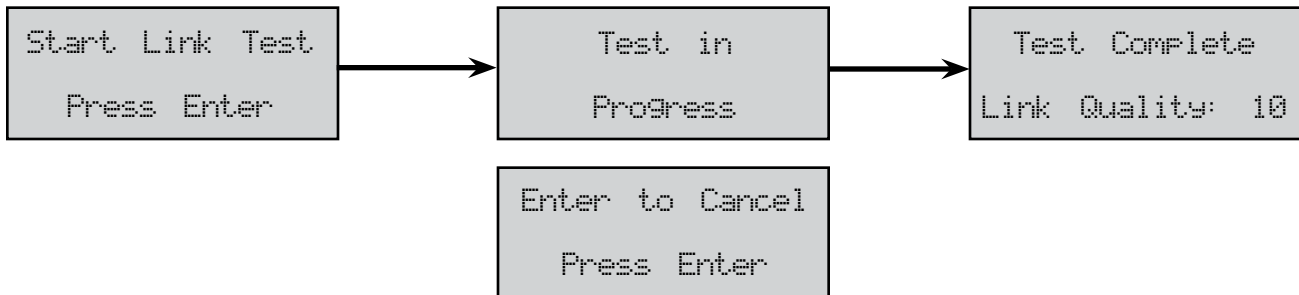 Start Link Test
Press Enter
Test in
Progress
Test Complete
Link Quality: 10
Enter to Cancel
Press Enter